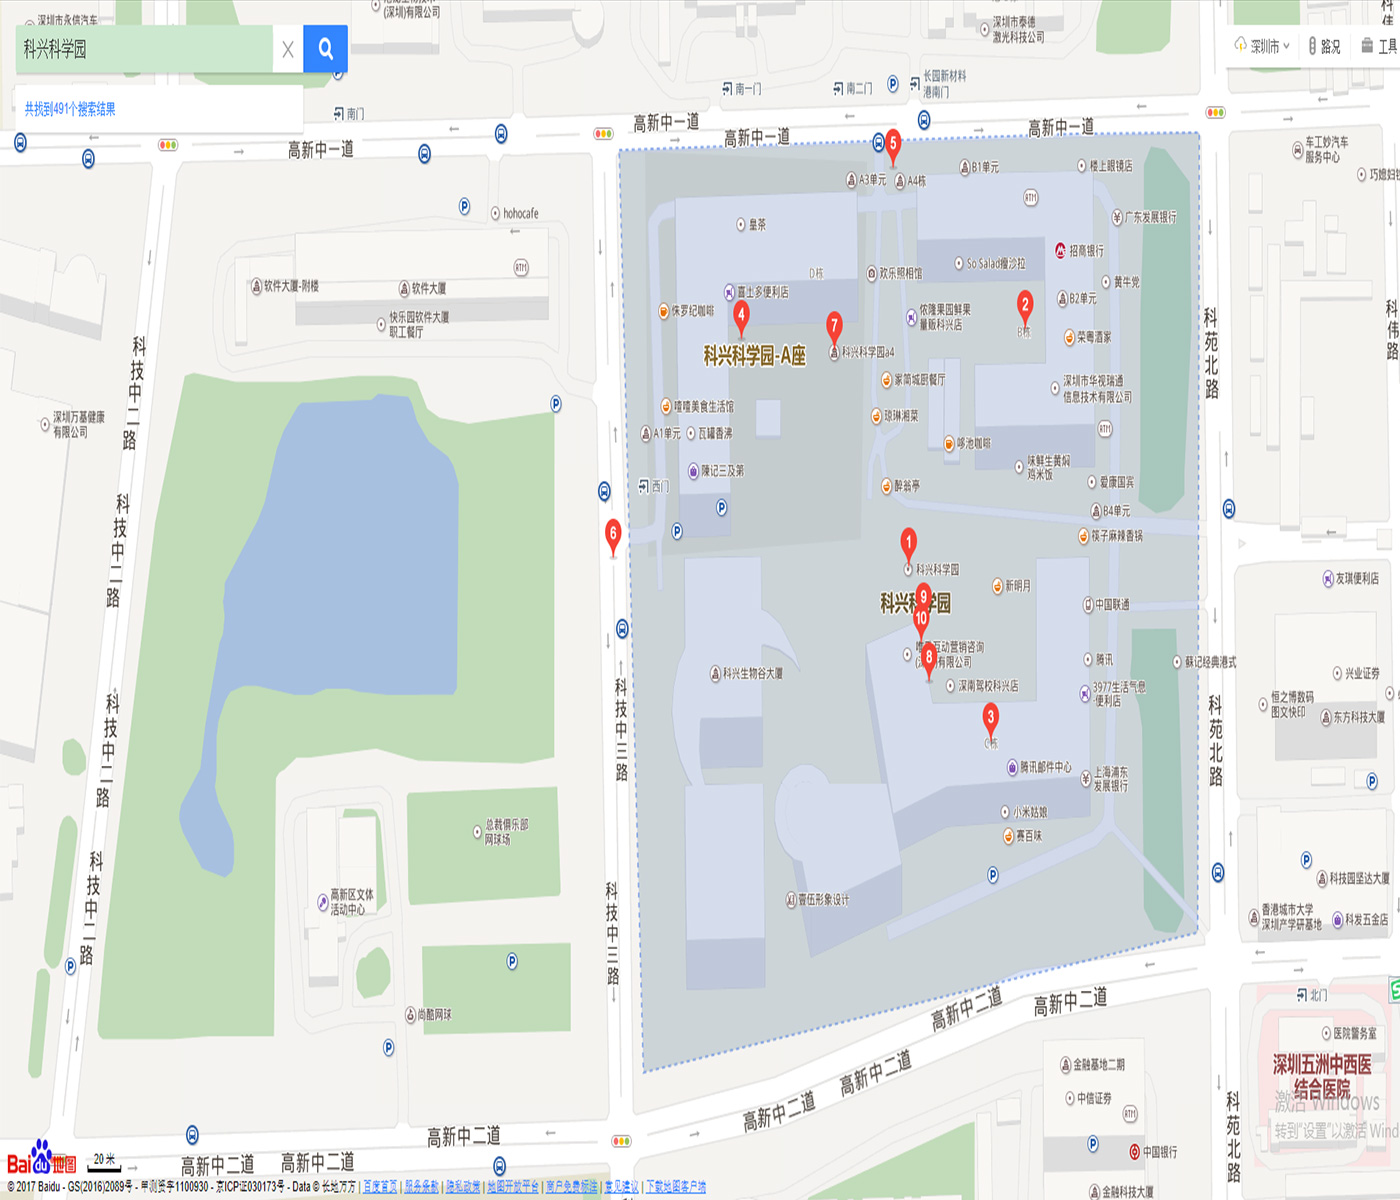 深圳市永信汽车
(深圳)有限公司
深圳市泰德
激光科技公司
科兴科学园
共找到491个搜索结果
深圳市
路况
工具
南门
南一门
南二门
长园新材料
港南门
高新中一道
高新中一道
高新中一道
高新中一道
车工妙汽车
服务中心
hohocafe
软件大厦-附楼
软件大厦
快乐园软件大厦
职工餐厅
A3单元
A4栋
B1单元
楼上眼镜店
皇茶
广东发展银行
招商银行
D栋
欢乐照相馆
So Salad瘦沙拉
黄牛党
喜士多便利店
B2单元
侏罗纪咖啡
侬隆果园鲜果
量贩科兴店
B栋
荣粤酒家
科兴科学园-A座
科兴科学园a4
家简城厨餐厅
深圳市华视瑞通
信息技术有限公司
喳喳美食生活馆
琼琳湘菜
A1单元
瓦罐香沸
哆池咖啡
陳记三及第
味鲜生黄焖
鸡米饭
爱康国宾
西门
醉翁亭
B4单元
筷子麻辣香锅
科兴科学园
科兴科学园
新明月
中国联通
互动营销咨询
有限公司
腾讯
蘇记经典港式
科兴生物谷大厦
深南驾校科兴店
3977生活气息
便利店
C栋
腾讯邮件中心
上海浦东
发展银行
小米姑娘
赛百味
壹伍形象设计
深圳万基健康
有限公司
科技中二路
科技中二路
科技中二路
科技中二路
科技中三路
科技中三路
科苑北路
科苑北路
科苑北路
科伟路
友琪便利店
兴业证券
恒之博数码
图文快印
东方科技大厦
科技园坚达大厦
香港城市大学
深圳产学研基地
科发五金店
总裁俱乐部
网球场
高新区文体
活动中心
尚酷网球
北门
医院警务室
深圳五洲中西医
结合医院
激活 Windows
转到"设置"以激活 Wind
高新中二道
高新中二道
高新中二道
高新中二道
高新中二道
高新中二道
高新中二道
金融基地二期
中信证券
中国银行
金融科技大厦
Bai du 地图
20 米
© 2017 Baidu - GS(2016)2089号 - 甲测资字1100930 - 京ICP证030173号 - Data © 长地万方 | 百度首页 | 服务条款 | 隐私政策 | 地图开放平台 | 商户免费标注 | 意见建议 | 下载地图客户端